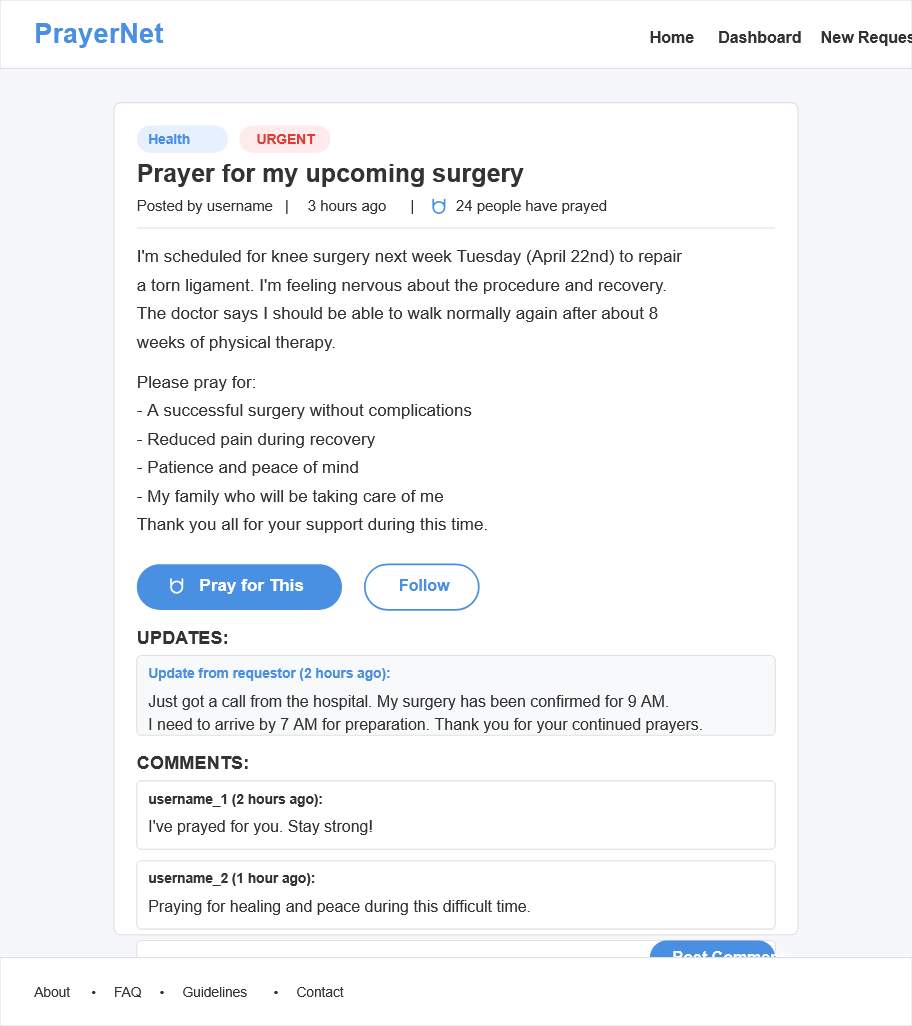 PrayerNet
Home Dashboard New Reques
Health URGENT
Prayer for my upcoming surgery
Posted by username | 3 hours ago | 24 people have prayed
I'm scheduled for knee surgery next week Tuesday (April 22nd) to repair
a torn ligament. I'm feeling nervous about the procedure and recovery.
The doctor says I should be able to walk normally again after about 8
weeks of physical therapy.
Please pray for:
- A successful surgery without complications
- Reduced pain during recovery
- Patience and peace of mind
- My family who will be taking care of me
Thank you all for your support during this time.
Pray for This Follow
UPDATES:
Update from requestor (2 hours ago):
Just got a call from the hospital. My surgery has been confirmed for 9 AM.
I need to arrive by 7 AM for preparation. Thank you for your continued prayers.
COMMENTS:
username_1 (2 hours ago):
I've prayed for you. Stay strong!
username_2 (1 hour ago):
Praying for healing and peace during this difficult time.
Post Commen
About • FAQ • Guidelines • Contact